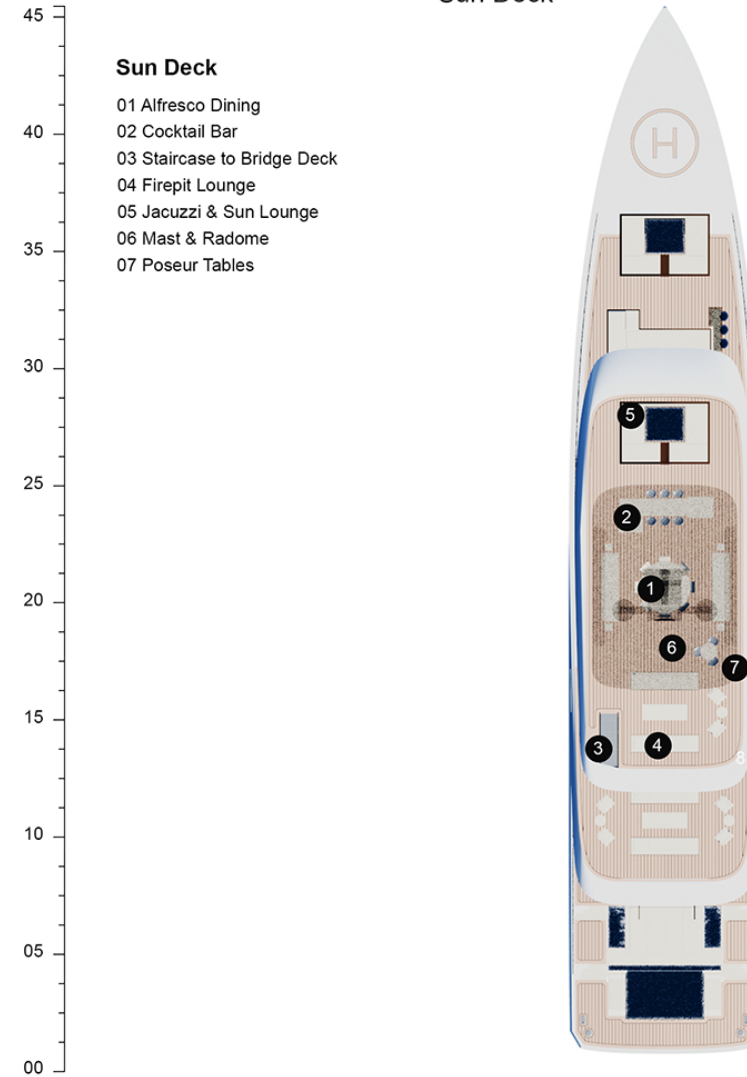 Sun Deck
45
Sun Deck
01 Alfresco Dining
02 Cocktail Bar
40
H
03 Staircase to Bridge Deck
04 Firepit Lounge
05 Jacuzzi & Sun Lounge
06 Mast & Radome
35
07 Poseur Tables
30
5
25
2
20
1
6
7
15
3
4
8
10
05
00